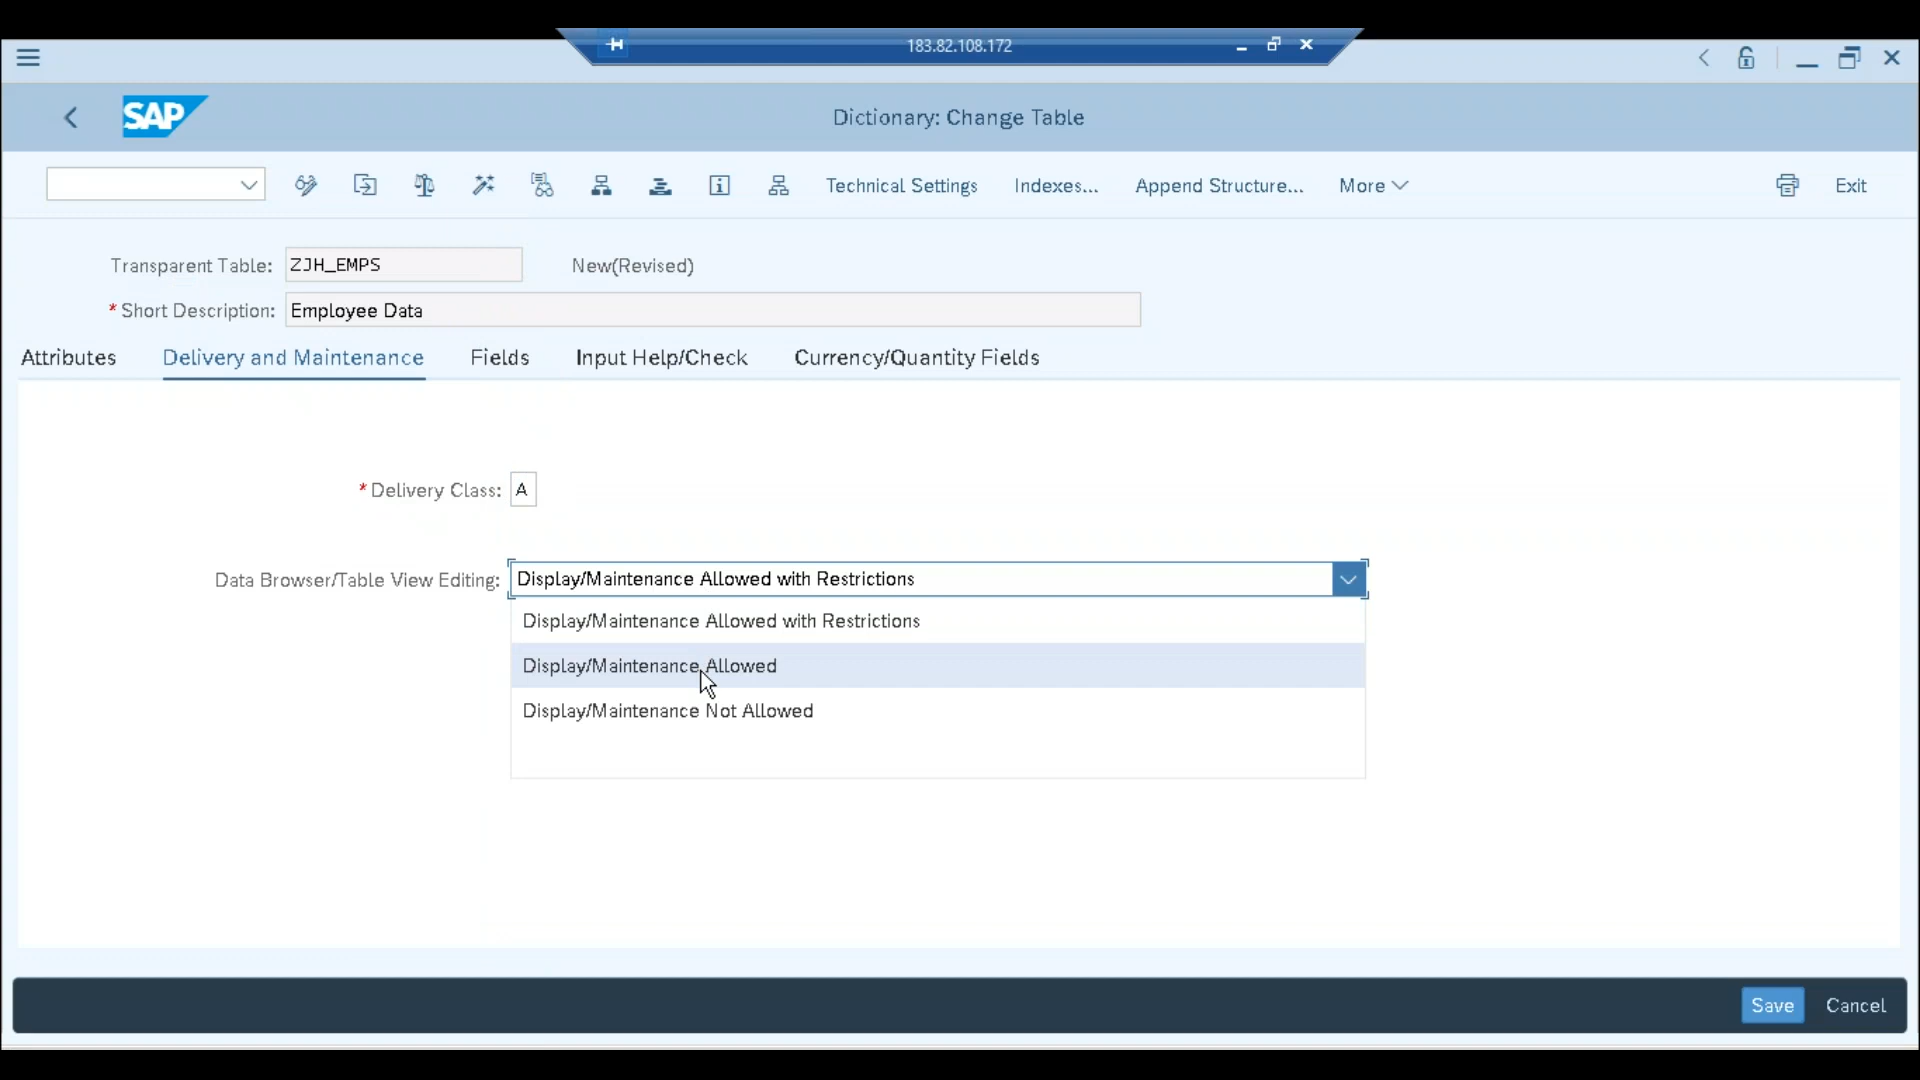 183.82.108.172
SAP
Dictionary: Change Table
Technical Settings
Indexes...
Append Structure...
More
Exit
Transparent Table: ZJH_EMPS New(Revised)
* Short Description: Employee Data
Attributes
Delivery and Maintenance
Fields
Input Help/Check
Currency/Quantity Fields
* Delivery Class: A
Data Browser/Table View Editing: Display/Maintenance Allowed with Restrictions
Display/Maintenance Allowed with Restrictions
Display/Maintenance Allowed
Display/Maintenance Not Allowed
Save
Cancel